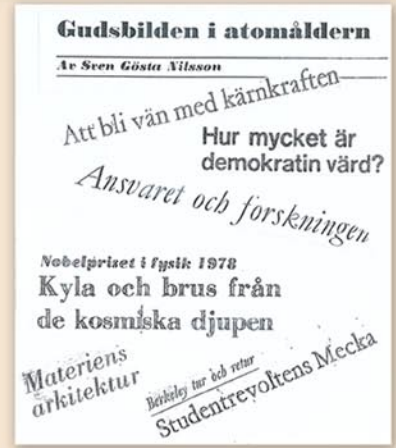 Gudsbilden i atomåldern
Av Sven Gösta Nilsson
Att bli vän med kärnkraften
Hur mycket är
demokratin värd?
Ansvaret och forskningen
Nobelpriset i fysik 1978
Kyla och brus från
de kosmiska djupen
Materiens
arkitektur
Berkeley tur och retur
Studentrevoltens Mecka